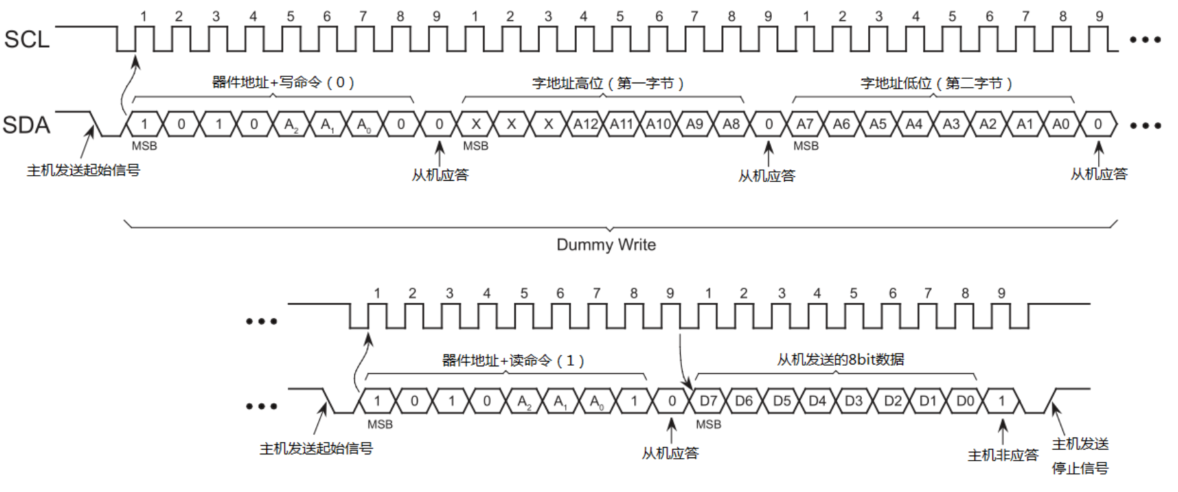 1 2 3 4 5 6 7 8 9 1 2 3 4 5 6 7 8 9 1 2 3 4 5 6 7 8 9
SCL
器件地址+写命令（0） 字地址高位（第一字节） 字地址低位（第二字节）
SDA 1 0 1 0 A2 A1 A0 0 0 X X X A12 A11 A10 A9 A8 0 A7 A6 A5 A4 A3 A2 A1 A0 0
MSB MSB MSB
主机发送起始信号 从机应答 从机应答 从机应答
Dummy Write
1 2 3 4 5 6 7 8 9 1 2 3 4 5 6 7 8 9
器件地址+读命令（1） 从机发送的8bit数据
1 0 1 0 A2 A1 A0 1 0 D7 D6 D5 D4 D3 D2 D1 D0 1
MSB MSB
主机发送起始信号 从机应答 主机非应答 主机发送
停止信号